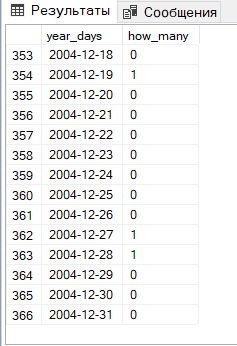 Результаты Сообщения
year_days how_many
353 2004-12-18 0
354 2004-12-19 1
355 2004-12-20 0
356 2004-12-21 0
357 2004-12-22 0
358 2004-12-23 0
359 2004-12-24 0
360 2004-12-25 0
361 2004-12-26 0
362 2004-12-27 1
363 2004-12-28 1
364 2004-12-29 0
365 2004-12-30 0
366 2004-12-31 0